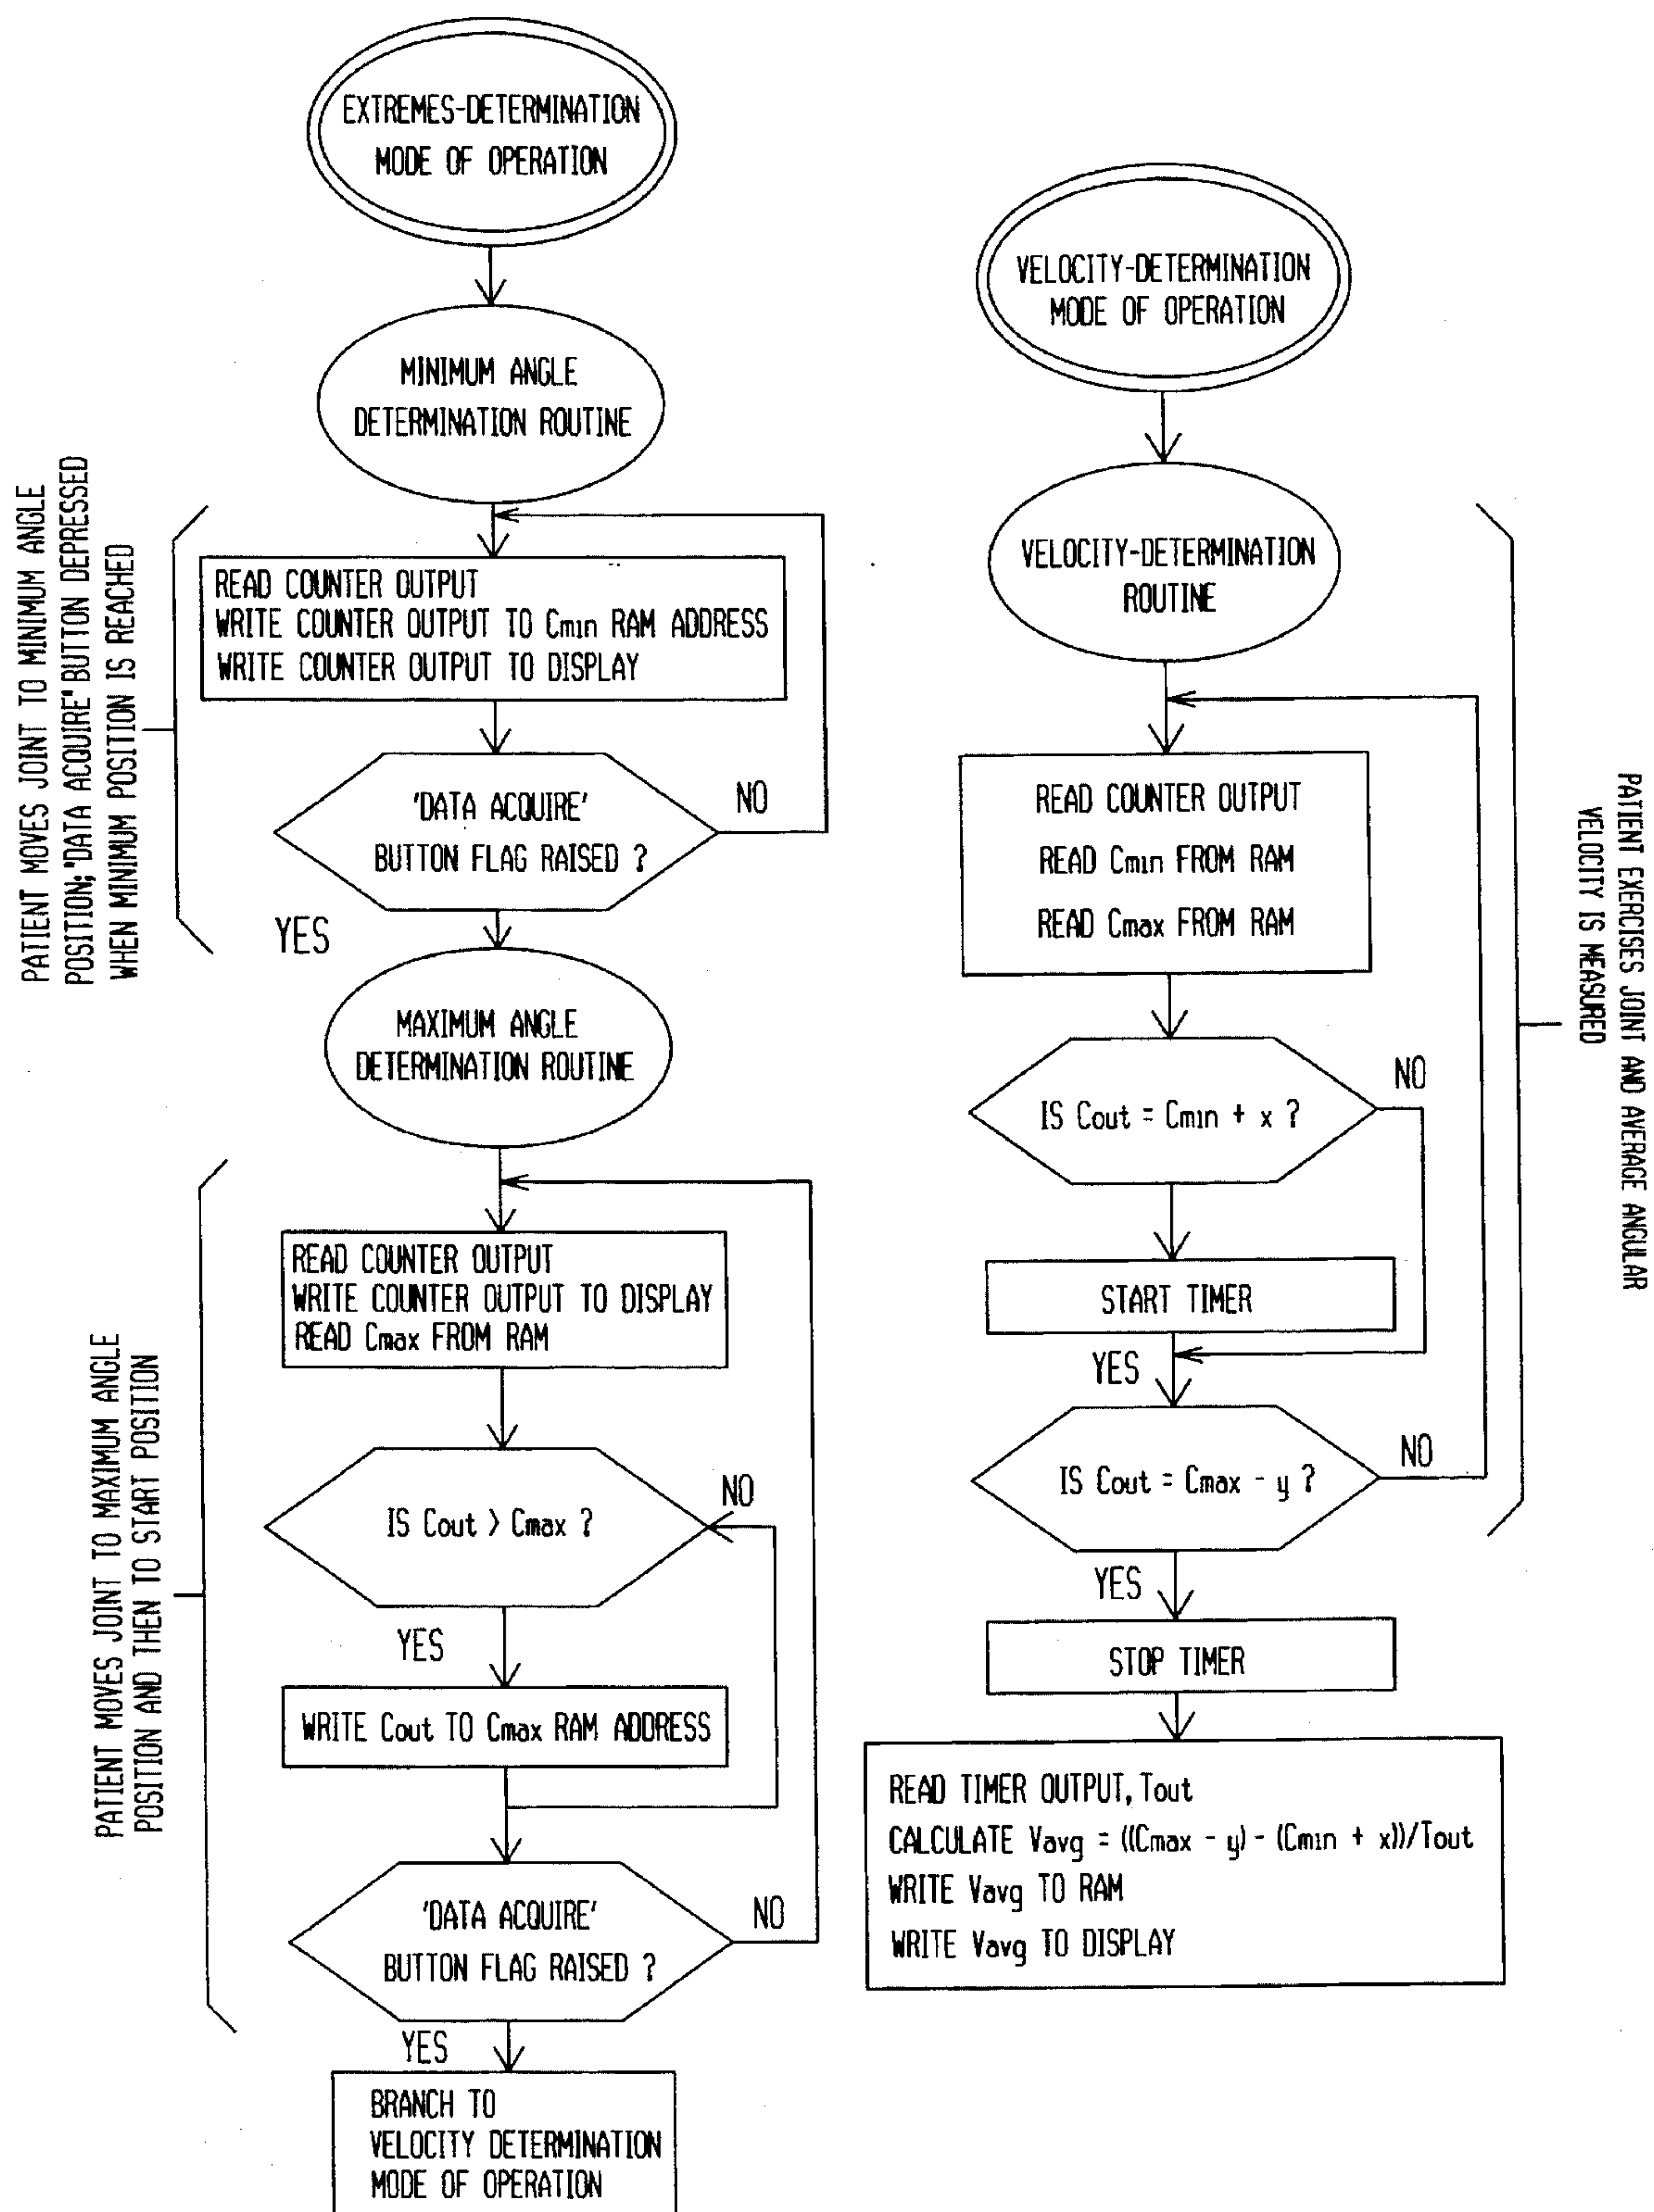 EXTREMES-DETERMINATION
MODE OF OPERATION
MINIMUM ANGLE
DETERMINATION ROUTINE
PATIENT MOVES JOINT TO MINIMUM ANGLE
POSITION; "DATA ACQUIRE" BUTTON DEPRESSED
WHEN MINIMUM POSITION IS REACHED
READ COUNTER OUTPUT
WRITE COUNTER OUTPUT TO Cmin RAM ADDRESS
WRITE COUNTER OUTPUT TO DISPLAY
'DATA ACQUIRE'
BUTTON FLAG RAISED ?
NO
YES
MAXIMUM ANGLE
DETERMINATION ROUTINE
PATIENT MOVES JOINT TO MAXIMUM ANGLE
POSITION AND THEN TO START POSITION
READ COUNTER OUTPUT
WRITE COUNTER OUTPUT TO DISPLAY
READ Cmax FROM RAM
IS Cout > Cmax ?
NO
YES
WRITE Cout TO Cmax RAM ADDRESS
'DATA ACQUIRE'
BUTTON FLAG RAISED ?
NO
YES
BRANCH TO
VELOCITY DETERMINATION
MODE OF OPERATION
VELOCITY-DETERMINATION
MODE OF OPERATION
VELOCITY-DETERMINATION
ROUTINE
PATIENT EXERCISES JOINT AND AVERAGE ANGULAR
VELOCITY IS MEASURED
READ COUNTER OUTPUT
READ Cmin FROM RAM
READ Cmax FROM RAM
IS Cout = Cmin + x ?
NO
START TIMER
YES
IS Cout = Cmax - y ?
NO
YES
STOP TIMER
READ TIMER OUTPUT, Tout
CALCULATE Vavg = ((Cmax - y) - (Cmin + x))/Tout
WRITE Vavg TO RAM
WRITE Vavg TO DISPLAY